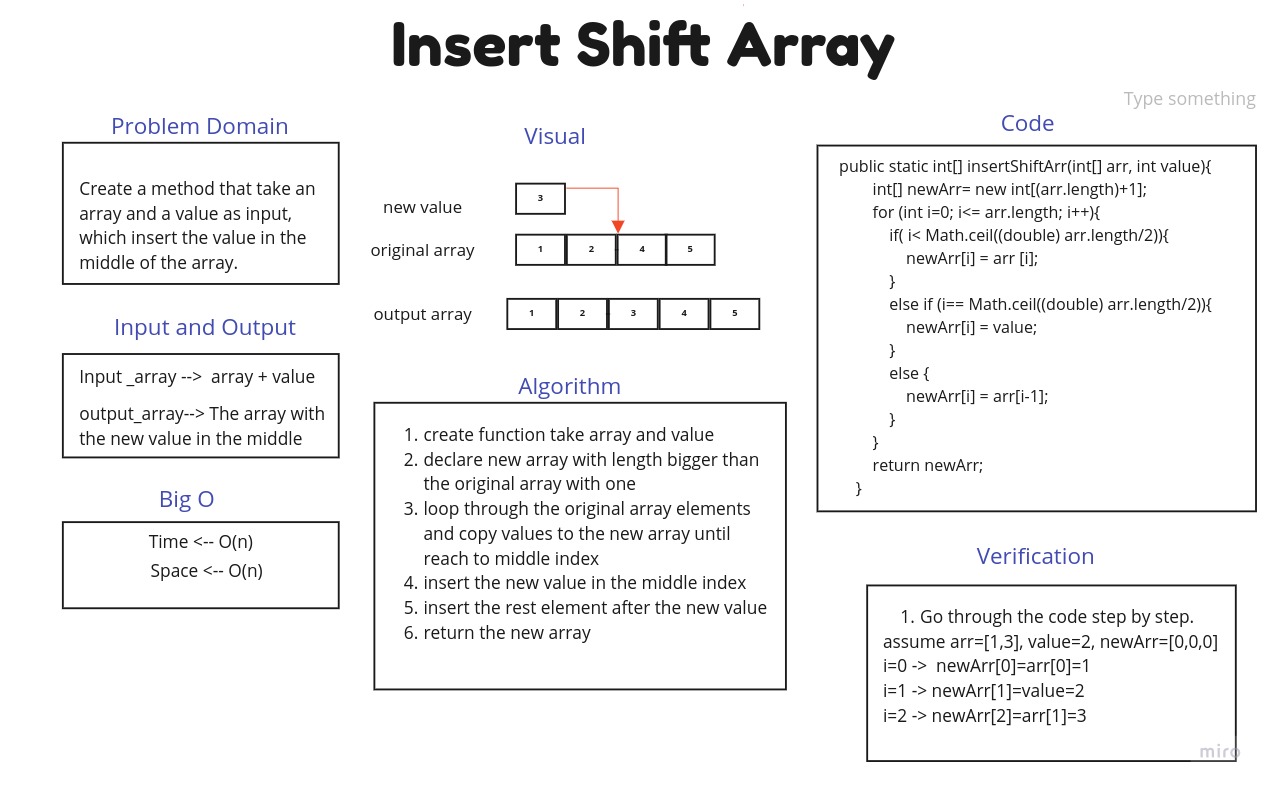 Insert Shift Array
Type something
Problem Domain
Create a method that take an
array and a value as input,
which insert the value in the
middle of the array.
Input and Output
Input _array --> array + value
output_array--> The array with
the new value in the middle
Big O
Time <-- O(n)
Space <-- O(n)
Visual
new value
3
original array
1 2 4 5
output array
1 2 3 4 5
Algorithm
1. create function take array and value
2. declare new array with length bigger than
the original array with one
3. loop through the original array elements
and copy values to the new array until
reach to middle index
4. insert the new value in the middle index
5. insert the rest element after the new value
6. return the new array
Code
public static int[] insertShiftArr(int[] arr, int value){
int[] newArr= new int[(arr.length)+1];
for (int i=0; i<= arr.length; i++){
if( i< Math.ceil((double) arr.length/2)){
newArr[i] = arr [i];
}
else if (i== Math.ceil((double) arr.length/2)){
newArr[i] = value;
}
else {
newArr[i] = arr[i-1];
}
}
return newArr;
}
Verification
1. Go through the code step by step.
assume arr=[1,3], value=2, newArr=[0,0,0]
i=0 -> newArr[0]=arr[0]=1
i=1 -> newArr[1]=value=2
i=2 -> newArr[2]=arr[1]=3
miro